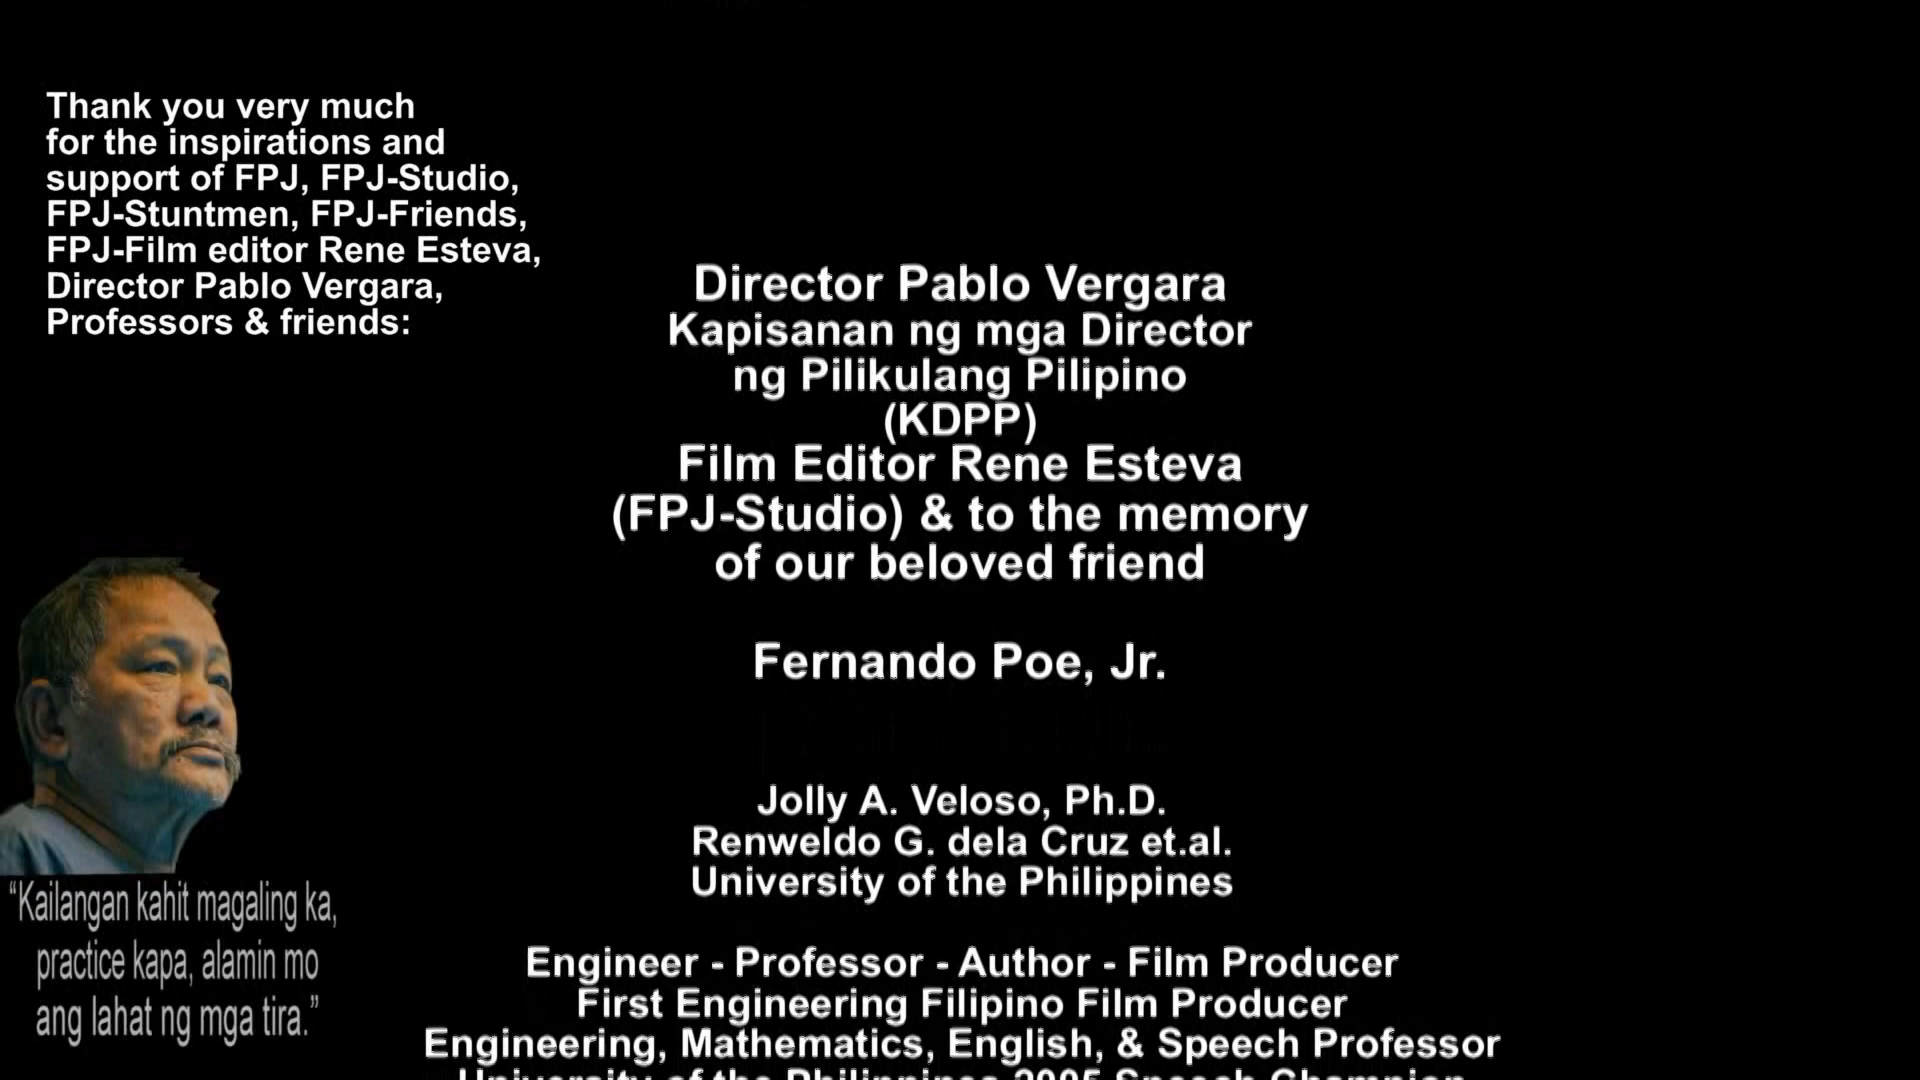 Thank you very much
for the inspirations and
support of FPJ, FPJ-Studio,
FPJ-Stuntmen, FPJ-Friends,
FPJ-Film editor Rene Esteva,
Director Pablo Vergara,
Professors & friends:
Director Pablo Vergara
Kapisanan ng mga Director
ng Pilikulang Pilipino
(KDPP)
Film Editor Rene Esteva
(FPJ-Studio) & to the memory
of our beloved friend
Fernando Poe, Jr.
Jolly A. Veloso, Ph.D.
Renweldo G. dela Cruz et.al.
University of the Philippines
Engineer - Professor - Author - Film Producer
First Engineering Filipino Film Producer
Engineering, Mathematics, English, & Speech Professor
University of the Philippines 2005 Speech Champion
“Kailangan kahit magaling ka,
practice kapa, alamin mo
ang lahat ng mga tira.”